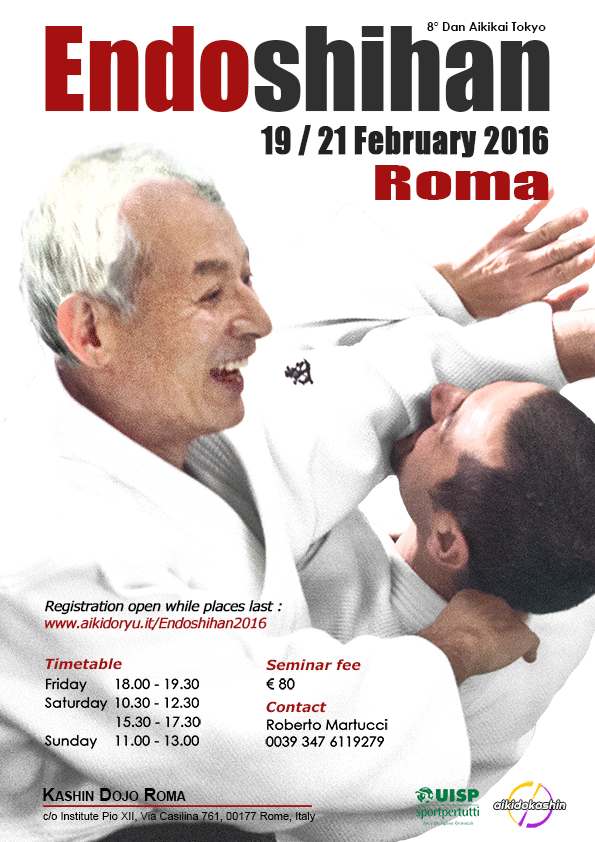 8° Dan Aikikai Tokyo
Endoshihan
19 / 21 February 2016
Roma
Registration open while places last :
www.aikidoryu.it/Endoshihan2016
Timetable
Friday 18.00 - 19.30
Saturday 10.30 - 12.30
15.30 - 17.30
Sunday 11.00 - 13.00
Seminar fee
€ 80
Contact
Roberto Martucci
0039 347 6119279
KASHIN DOJO ROMA
c/o Institute Pio XII, Via Casilina 761, 00177 Rome, Italy
UISP
sportpertutti
aikidokashin